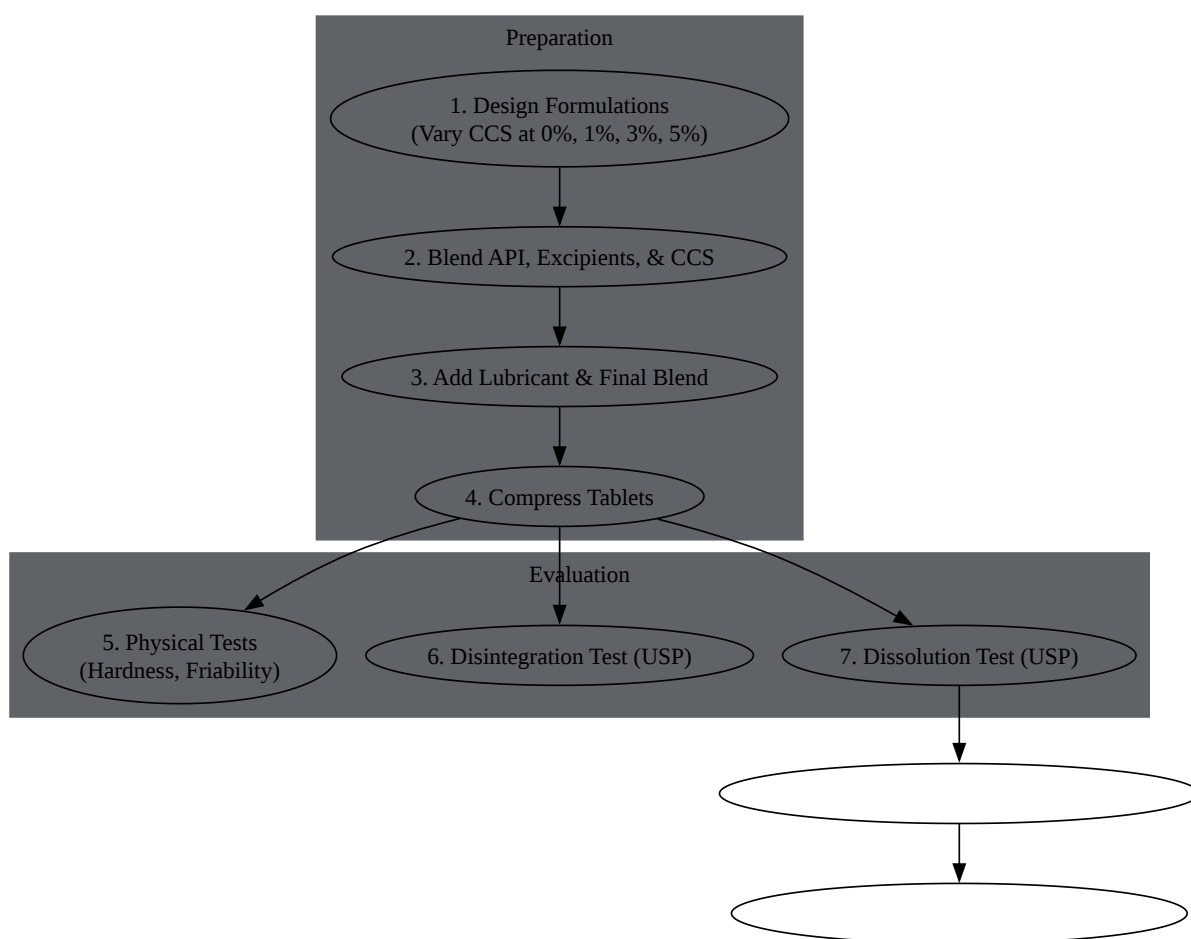 Preparation
1. Design Formulations
(Vary CCS at 0%, 1%, 3%, 5%)
2. Blend API, Excipients, & CCS
3. Add Lubricant & Final Blend
4. Compress Tablets
Evaluation
5. Physical Tests
(Hardness, Friability)
6. Disintegration Test (USP)
7. Dissolution Test (USP)